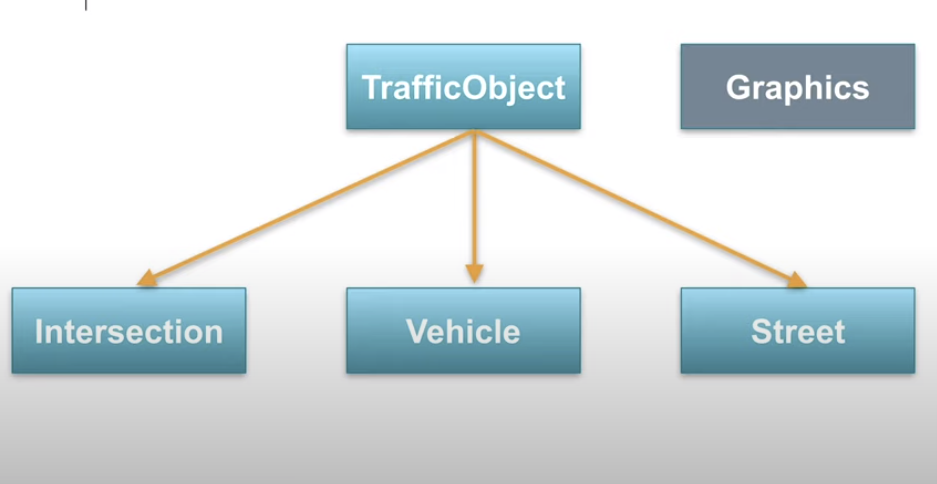 TrafficObject
Graphics
Intersection
Vehicle
Street